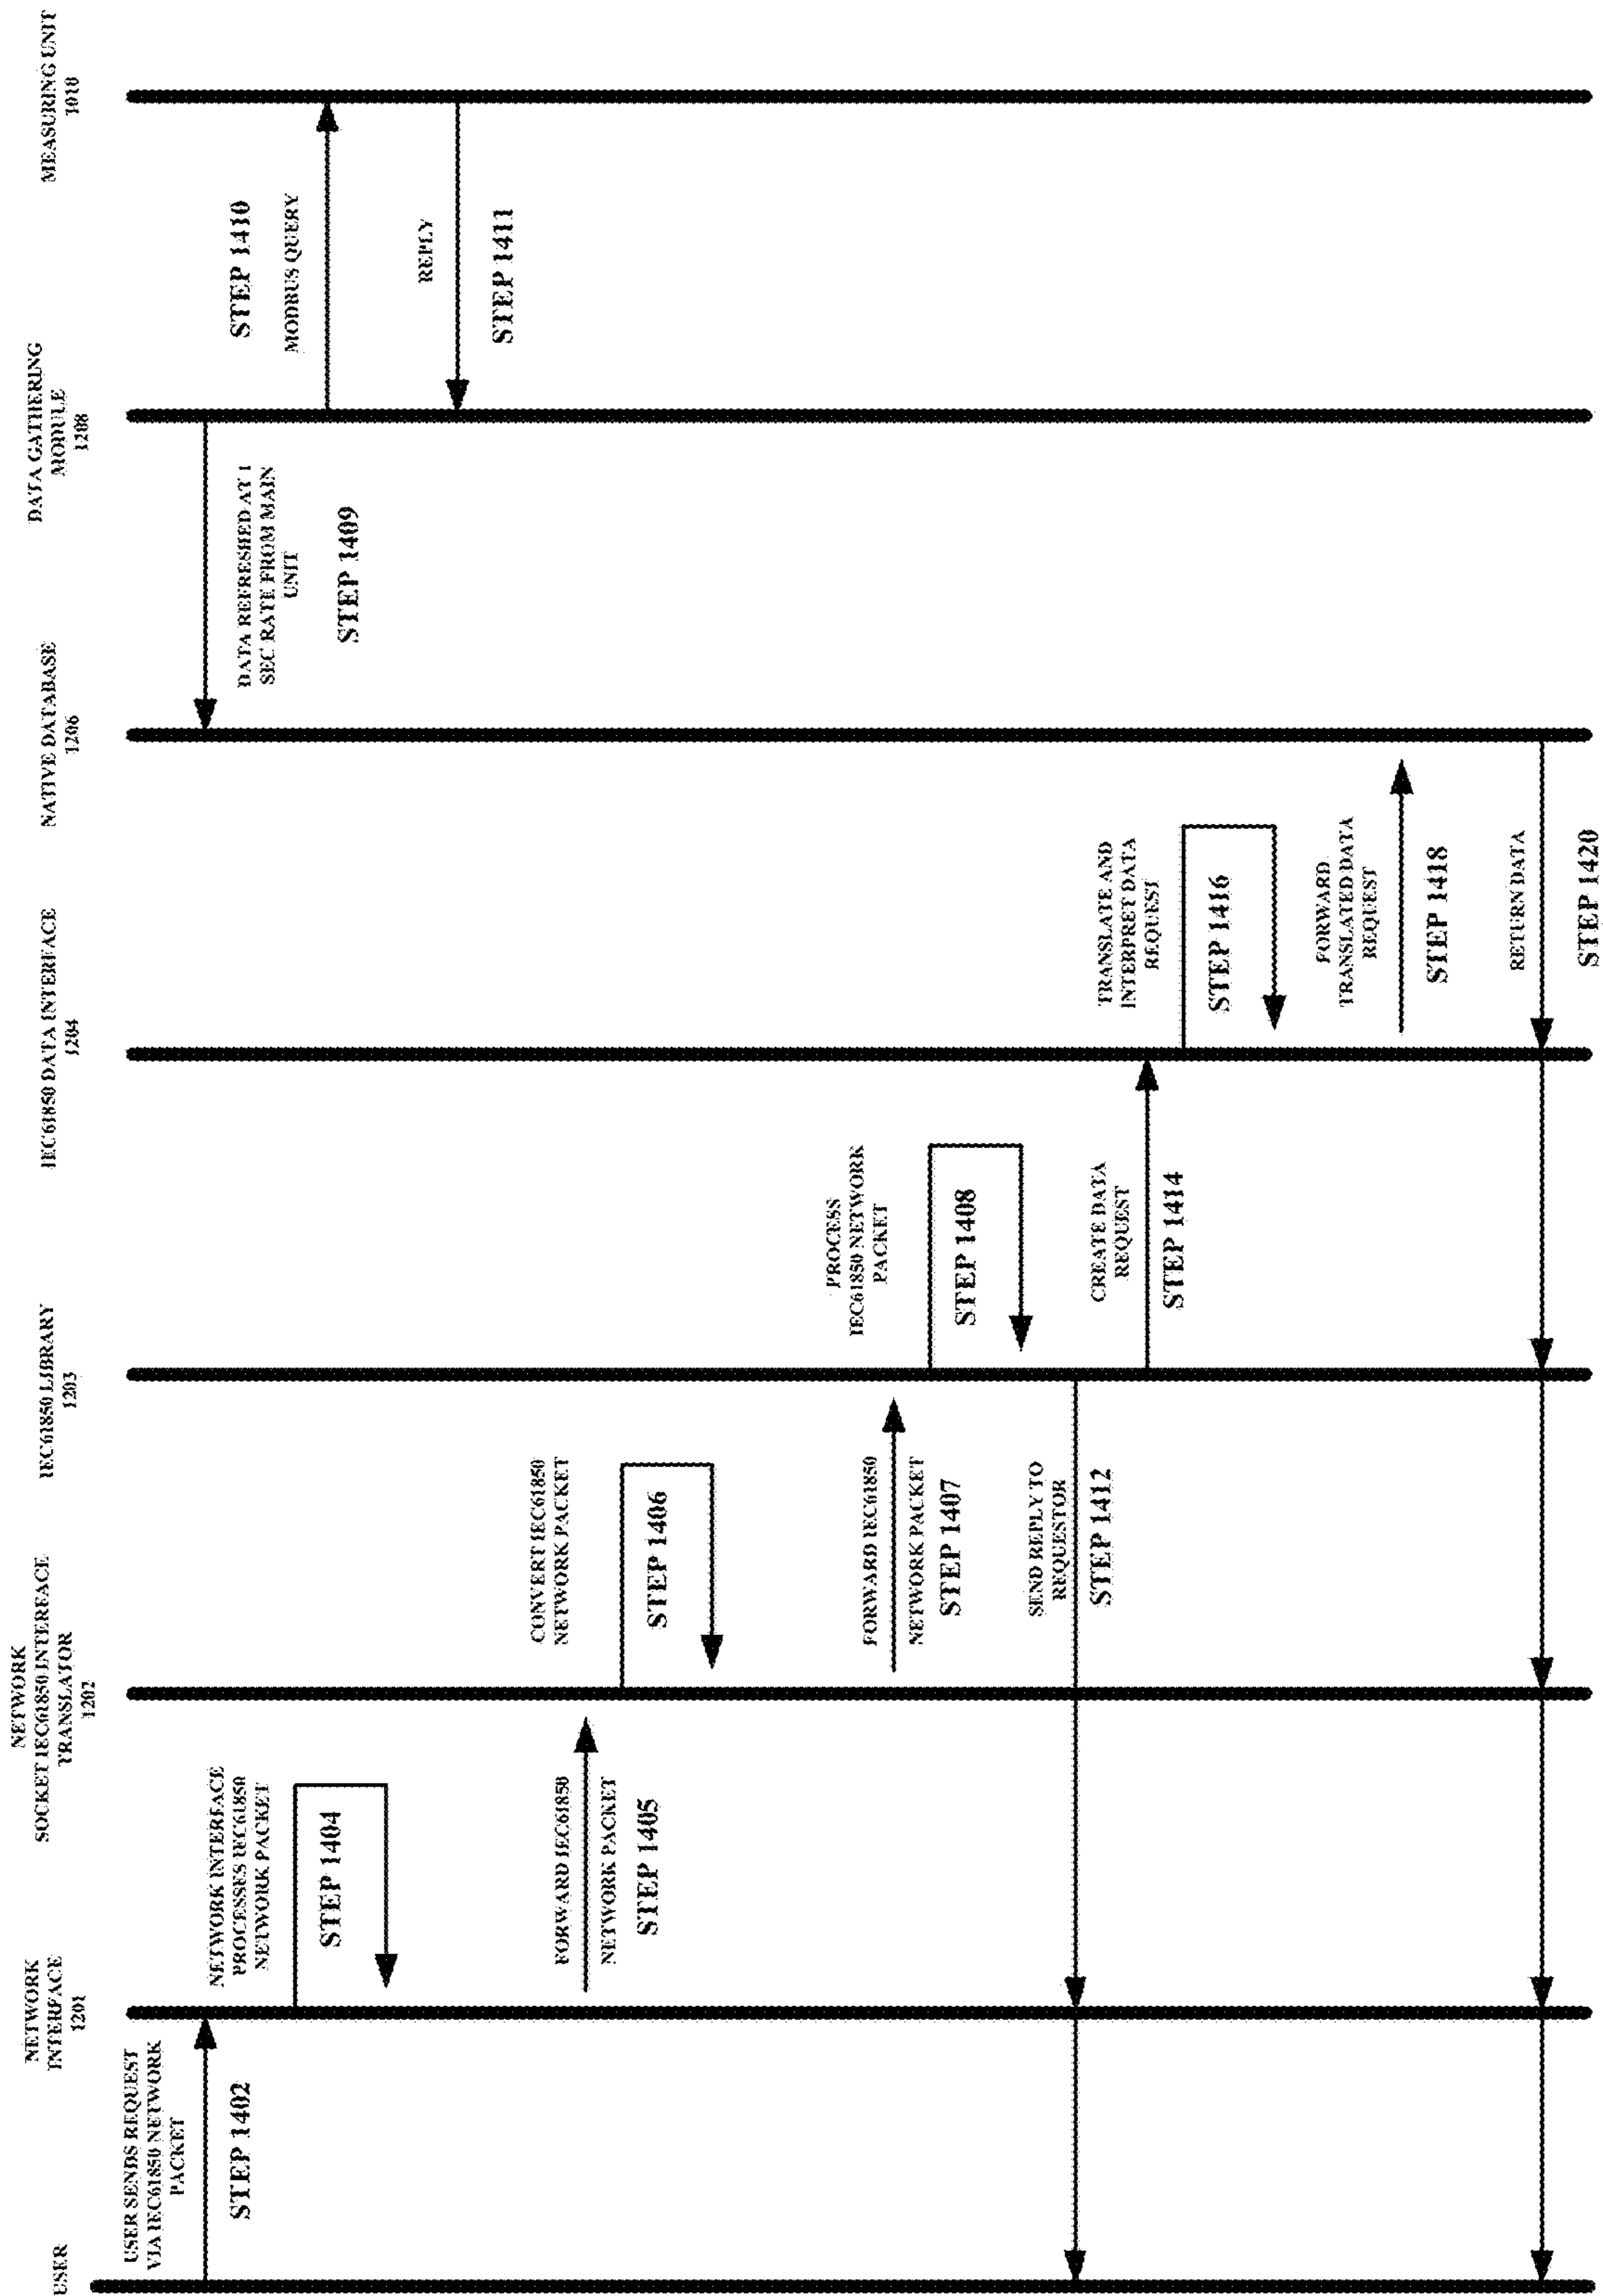 USER
NETWORK
INTERFACE
1201
NETWORK
SOCKET IEC61850 INTEREACE
TRANSLATOR
1202
IEC61850 LIBRARY
1203
IEC61850 DATA INTERFACE
1204
NATIVE DATABASE
1206
DATA GATHERING
MODULE
1208
MEASURING UNIT
1010
USER SENDS REQUEST
VIA IEC61850 NETWORK
PACKET
STEP 1402
NETWORK INTERFACE
PROCESSES IEC61850
NETWORK PACKET
STEP 1404
FORWARD IEC61850
NETWORK PACKET
STEP 1405
CONVERT IEC61850
NETWORK PACKET
STEP 1406
FORWARD IEC61850
NETWORK PACKET
STEP 1407
PROCESS
IEC61850 NETWORK
PACKET
STEP 1408
DATA REFRESHED AT 1
SEC RATE FROM MAIN
UNIT
STEP 1409
STEP 1410
MODBUS QUERY
REPLY
STEP 1411
SEND REPLY TO
REQUESTOR
STEP 1412
CREATE DATA
REQUEST
STEP 1414
TRANSLATE AND
INTERPRET DATA
REQUEST
STEP 1416
FORWARD
TRANSLATED DATA
REQUEST
STEP 1418
RETURN DATA
STEP 1420